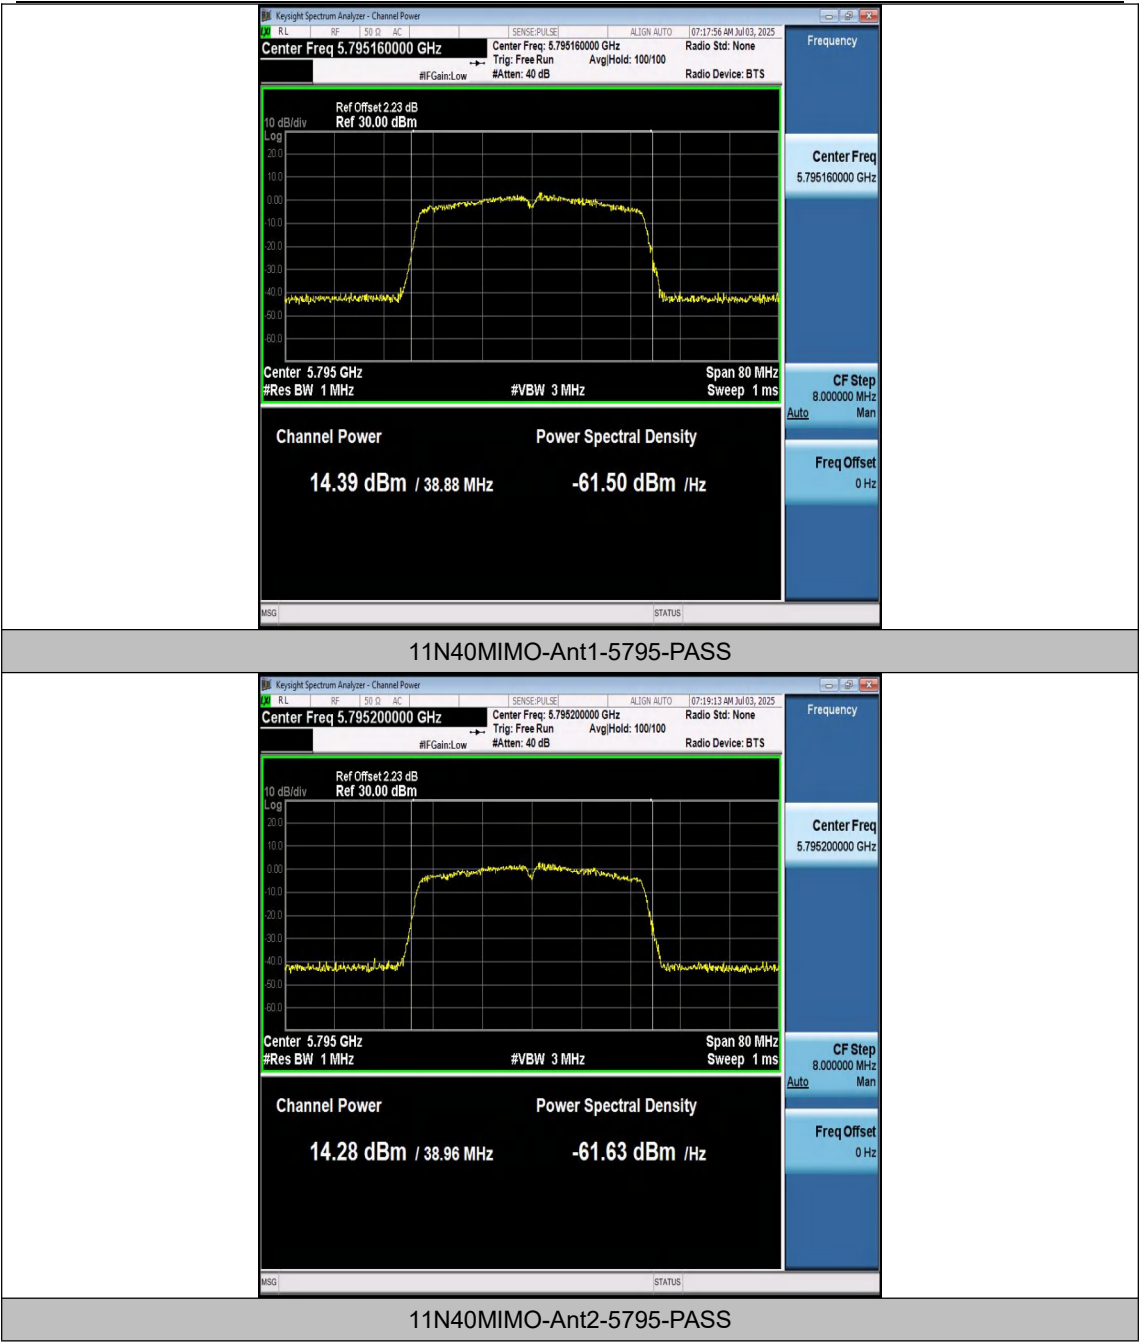 Keysight Spectrum Analyzer - Channel Power
RL RF 50 Ω AC SENSE:PULSE ALIGN AUTO 07:17:56 AM Jul 03, 2025
Center Freq 5.795160000 GHz
Center Freq: 5.795160000 GHz
Radio Std: None
Trig: Free Run Avg|Hold: 100/100
#IFGain:Low #Atten: 40 dB Radio Device: BTS
Frequency
Ref Offset 2.23 dB
10 dB/div Ref 30.00 dBm
Log
20.0
10.0
0.00
-10.0
-20.0
-30.0
-40.0
-50.0
-60.0
Center Freq
5.795160000 GHz
Center 5.795 GHz Span 80 MHz
#Res BW 1 MHz #VBW 3 MHz Sweep 1 ms
CF Step
8.000000 MHz
Auto Man
Channel Power Power Spectral Density
14.39 dBm / 38.88 MHz -61.50 dBm /Hz
Freq Offset
0 Hz
MSG STATUS
11N40MIMO-Ant1-5795-PASS
Keysight Spectrum Analyzer - Channel Power
RL RF 50 Ω AC SENSE:PULSE ALIGN AUTO 07:19:13 AM Jul 03, 2025
Center Freq 5.795200000 GHz
Center Freq: 5.795200000 GHz
Radio Std: None
Trig: Free Run Avg|Hold: 100/100
#IFGain:Low #Atten: 40 dB Radio Device: BTS
Frequency
Ref Offset 2.23 dB
10 dB/div Ref 30.00 dBm
Log
20.0
10.0
0.00
-10.0
-20.0
-30.0
-40.0
-50.0
-60.0
Center Freq
5.795200000 GHz
Center 5.795 GHz Span 80 MHz
#Res BW 1 MHz #VBW 3 MHz Sweep 1 ms
CF Step
8.000000 MHz
Auto Man
Channel Power Power Spectral Density
14.28 dBm / 38.96 MHz -61.63 dBm /Hz
Freq Offset
0 Hz
MSG STATUS
11N40MIMO-Ant2-5795-PASS